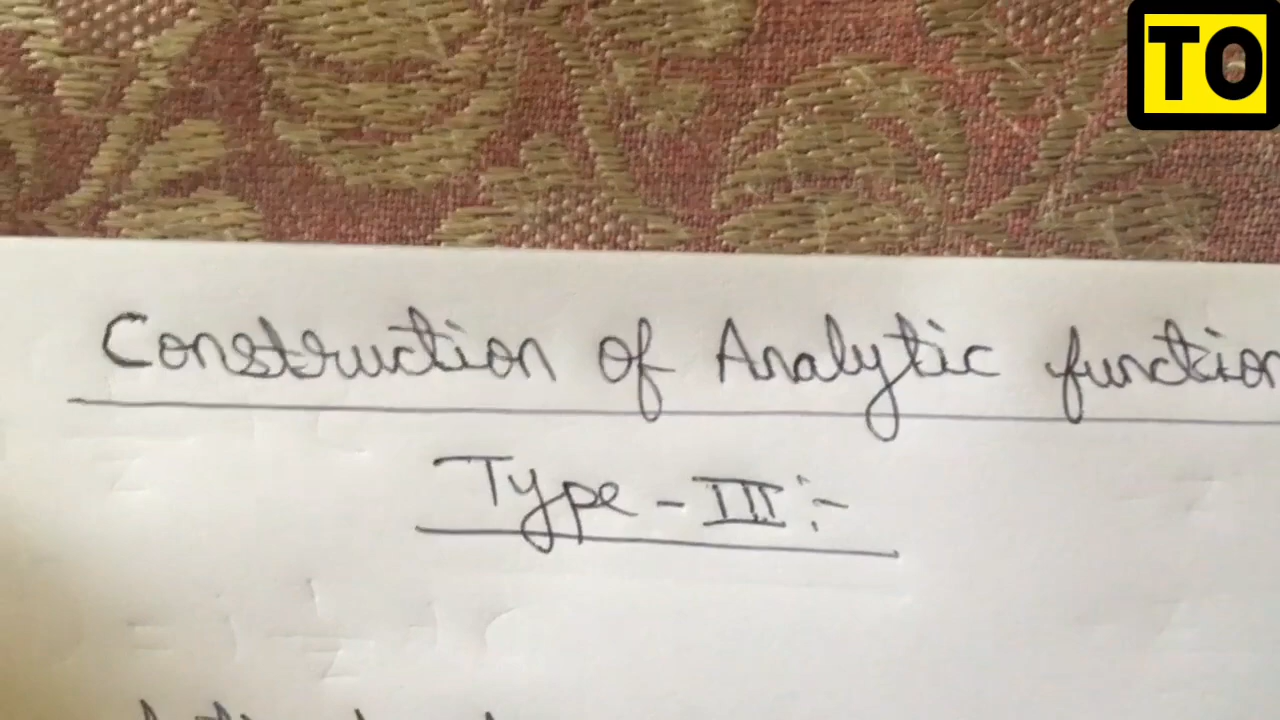 TO
Construction of Analytic function
Type - III :-